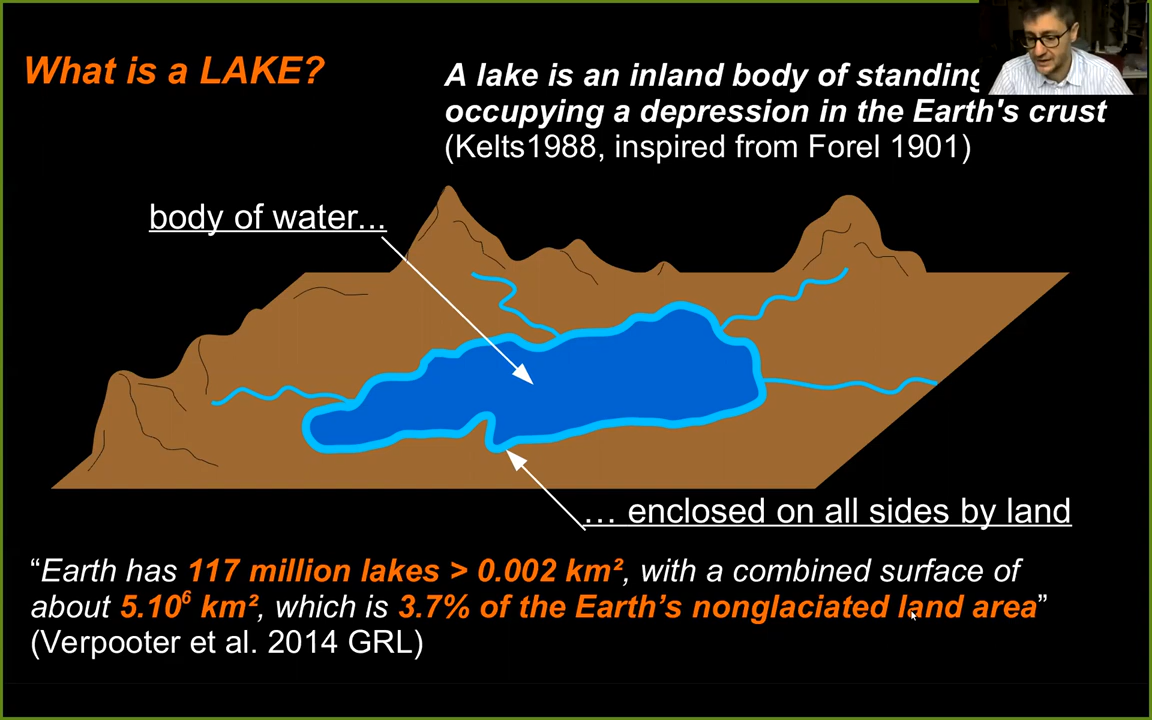 What is a LAKE?
A lake is an inland body of standing
occupying a depression in the Earth's crust
(Kelts1988, inspired from Forel 1901)
body of water...
… enclosed on all sides by land
“Earth has 117 million lakes > 0.002 km², with a combined surface of
about 5.10⁶ km², which is 3.7% of the Earth’s nonglaciated land area”
(Verpooter et al. 2014 GRL)